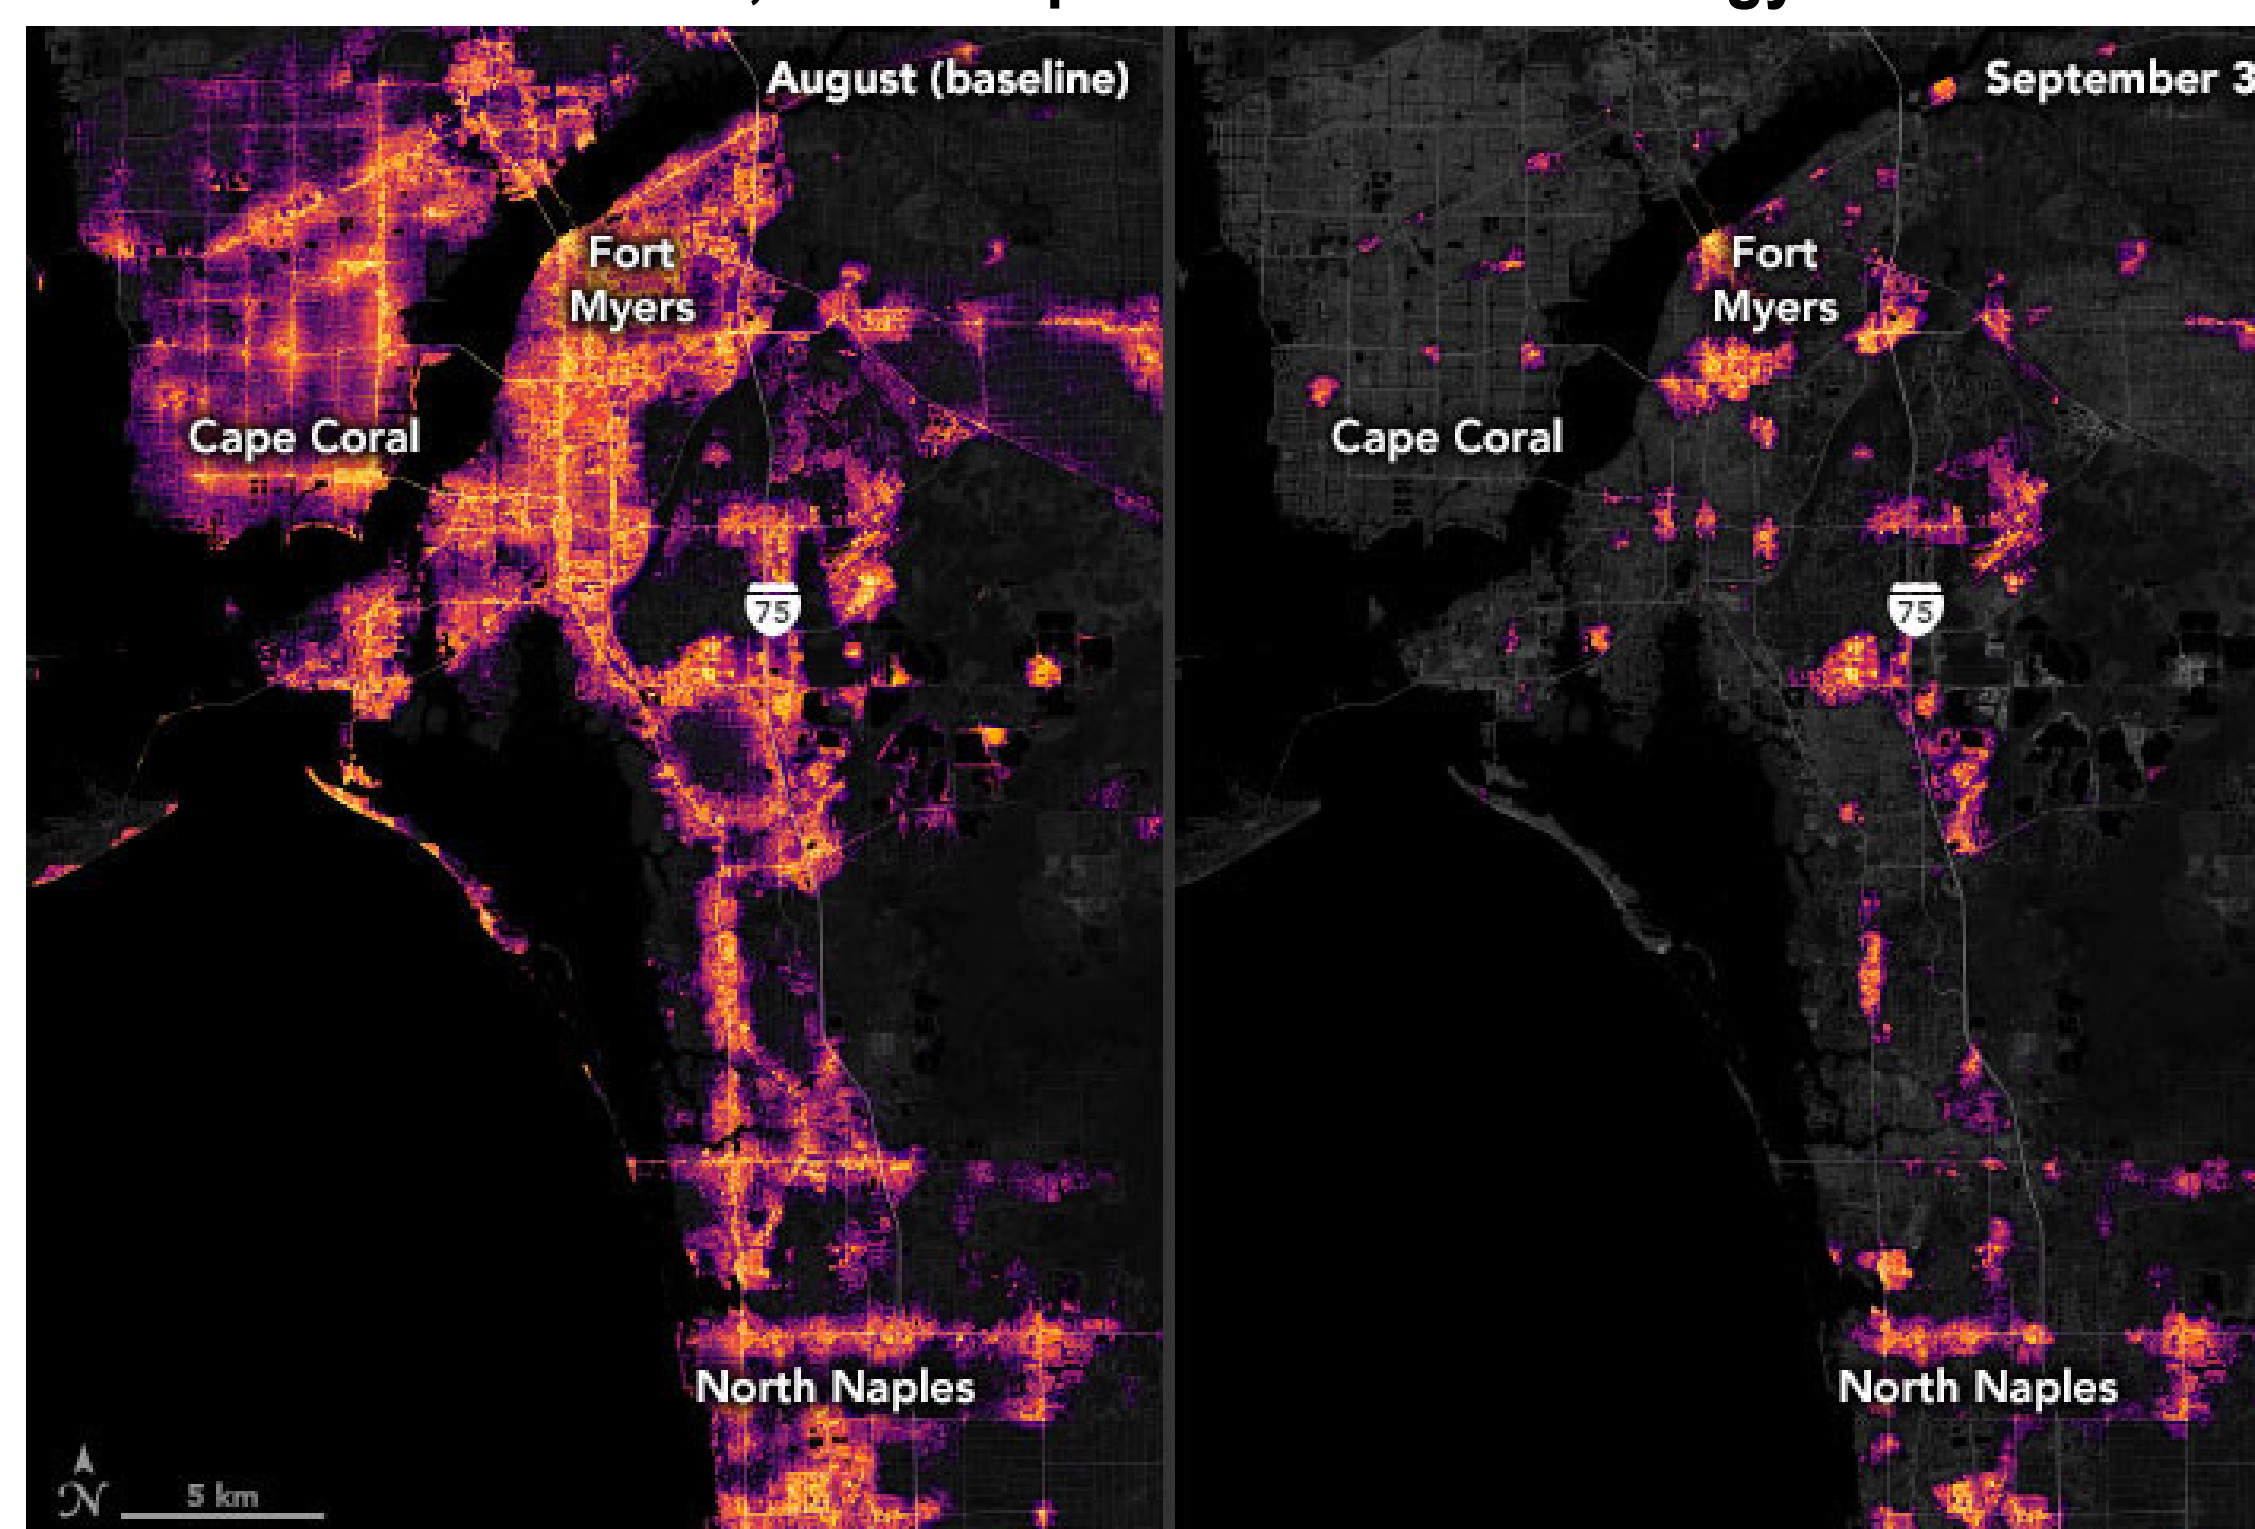 August (baseline)
Fort
Myers
Cape Coral
75
North Naples
N
5 km
September 3
Fort
Myers
Cape Coral
75
North Naples